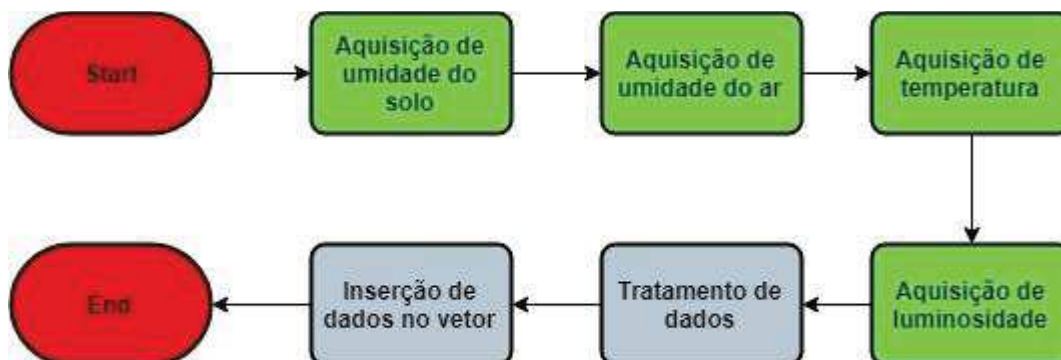 Start
Aquisição de
umidade do
solo
Aquisição de
umidade do ar
Aquisição de
temperatura
Aquisição de
luminosidade
Tratamento de
dados
Inserção de
dados no vetor
End